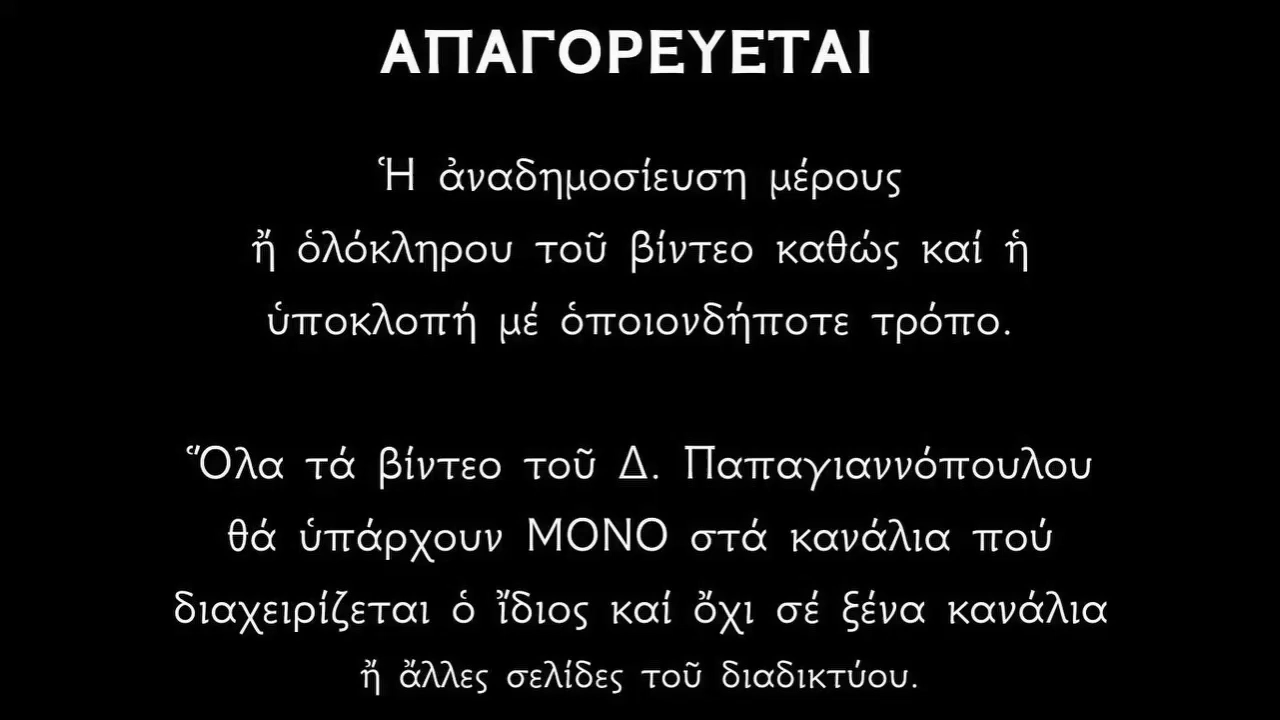 ΑΠΑΓΟΡΕΥΕΤΑΙ
Ἡ ἀναδημοσίευση μέρους
ἤ ὁλόκληρου τοῦ βίντεο καθώς καί ἡ
ὑποκλοπή μέ ὁποιονδήποτε τρόπο.
Ὅλα τά βίντεο τοῦ Δ. Παπαγιαννόπουλου
θά ὑπάρχουν ΜΟΝΟ στά κανάλια πού
διαχειρίζεται ὁ ἴδιος καί ὄχι σέ ξένα κανάλια
ἤ ἄλλες σελίδες τοῦ διαδικτύου.